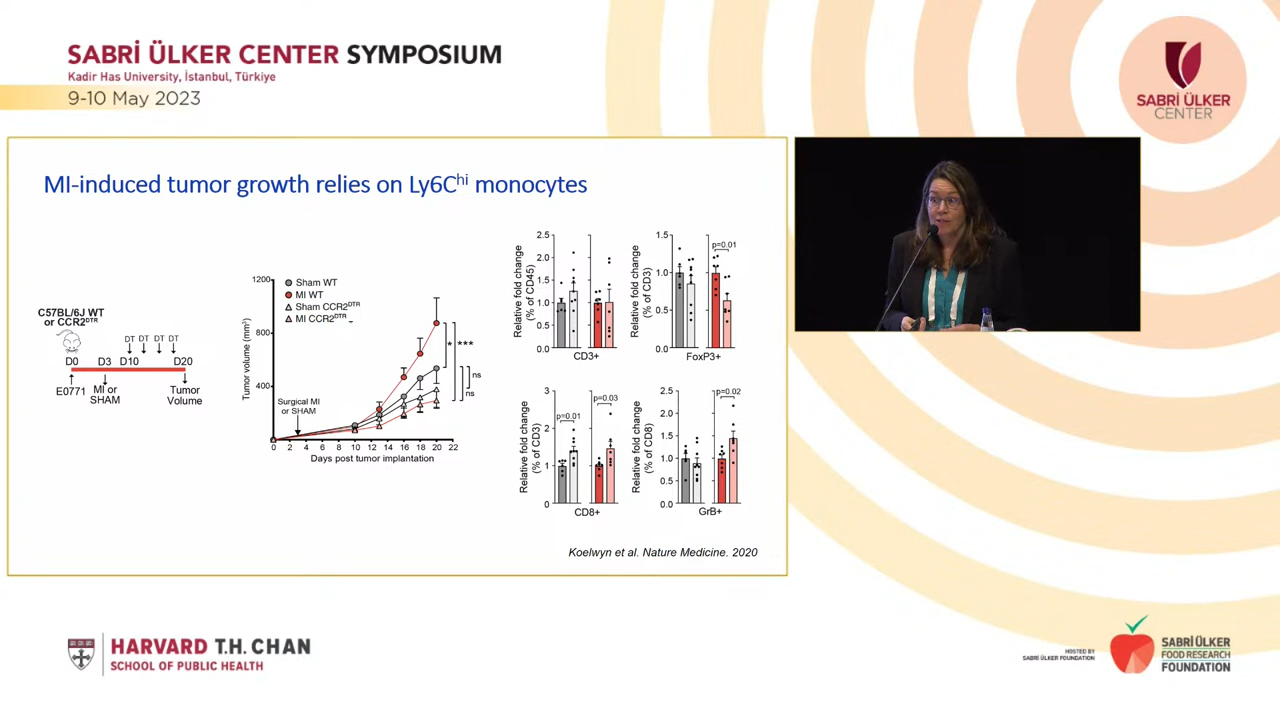 SABRİ ÜLKER CENTER SYMPOSIUM
Kadir Has University, İstanbul, Türkiye
9-10 May 2023
SABRİ ÜLKER
CENTER
MI-induced tumor growth relies on Ly6Chi monocytes
C57BL/6J WT
or CCR2DTR
DT DT DT DT
D0 D3 D10 D20
E0771 MI or
SHAM
Tumor
Volume
Tumor volume (mm3)
1200
800
400
Sham WT
MI WT
Sham CCR2DTR
MI CCR2DTR
* ***
ns
ns
Surgical MI
or SHAM
0 2 4 6 8 10 12 14 16 18 20 22
Days post tumor implantation
Relative fold change
(% of CD45)
2.5
2.0
1.5
1.0
0.5
0.0
CD3+
Relative fold change
(% of CD3)
1.5
1.0
0.5
0.0
p=0.01
FoxP3+
Relative fold change
(% of CD3)
3
2
1
0
p=0.01
p=0.03
CD8+
Relative fold change
(% of CD8)
2.5
2.0
1.5
1.0
0.5
0.0
p=0.02
GrB+
Koelwyn et al. Nature Medicine. 2020
HARVARD T.H. CHAN
SCHOOL OF PUBLIC HEALTH
HOSTED BY
SABRİ ÜLKER FOUNDATION
SABRİ ÜLKER
FOOD RESEARCH
FOUNDATION